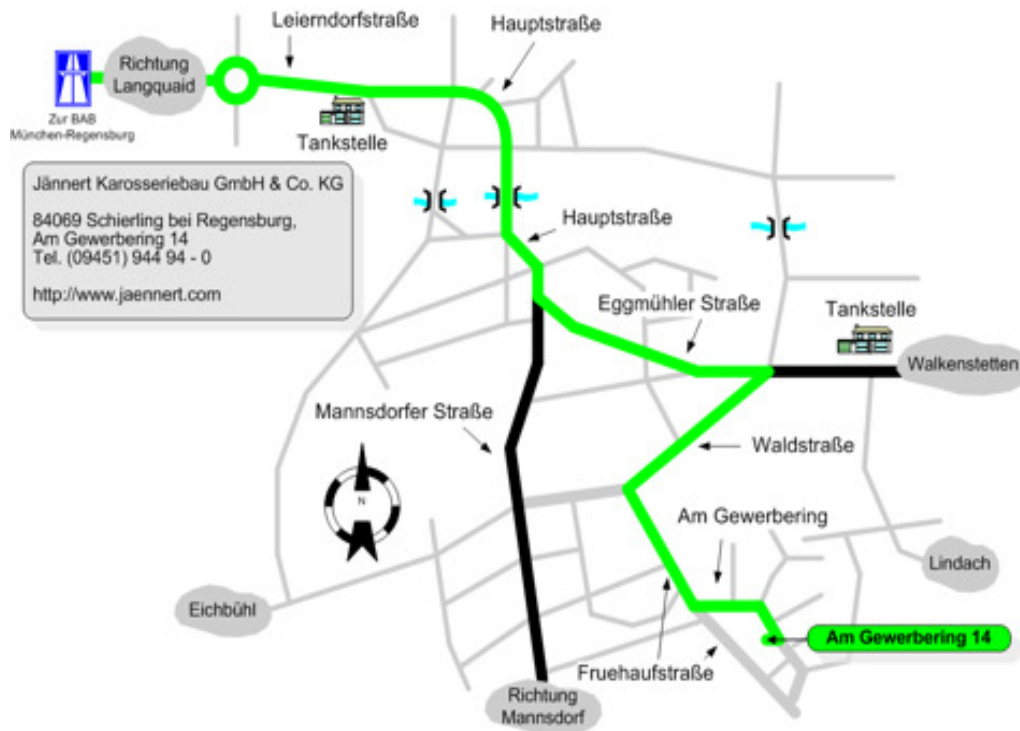 Leierndorfstraße
Hauptstraße
Richtung
Langquaid
Zur BAB
München-Regensburg
Tankstelle
Jännert Karosseriebau GmbH & Co. KG
84069 Schierling bei Regensburg,
Am Gewerbering 14
Tel. (09451) 944 94 - 0
http://www.jaennert.com
Hauptstraße
Eggmühler Straße
Tankstelle
Walkenstetten
Mannsdorfer Straße
Waldstraße
N
Am Gewerbering
Lindach
Eichbühl
Am Gewerbering 14
Fruehaufstraße
Richtung
Mannsdorf